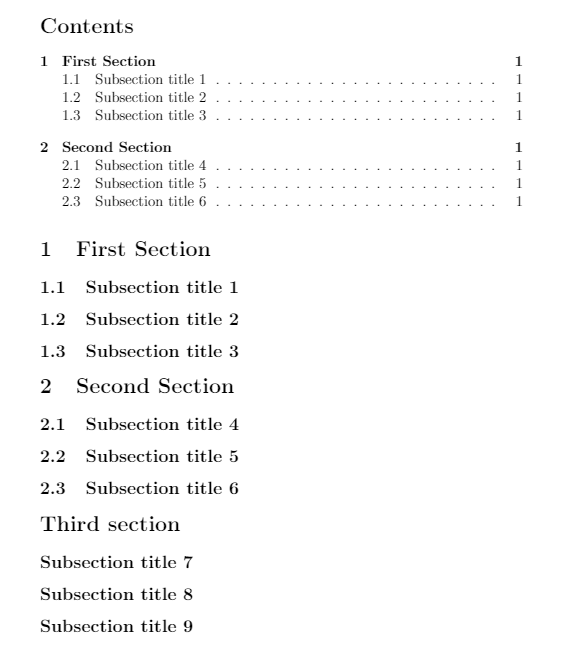 Contents
1 First Section 1
1.1 Subsection title 1 . . . . . . . . . . . . . . . . . . . . . . . . . 1
1.2 Subsection title 2 . . . . . . . . . . . . . . . . . . . . . . . . . 1
1.3 Subsection title 3 . . . . . . . . . . . . . . . . . . . . . . . . . 1
2 Second Section 1
2.1 Subsection title 4 . . . . . . . . . . . . . . . . . . . . . . . . . 1
2.2 Subsection title 5 . . . . . . . . . . . . . . . . . . . . . . . . . 1
2.3 Subsection title 6 . . . . . . . . . . . . . . . . . . . . . . . . . 1
1 First Section
1.1 Subsection title 1
1.2 Subsection title 2
1.3 Subsection title 3
2 Second Section
2.1 Subsection title 4
2.2 Subsection title 5
2.3 Subsection title 6
Third section
Subsection title 7
Subsection title 8
Subsection title 9